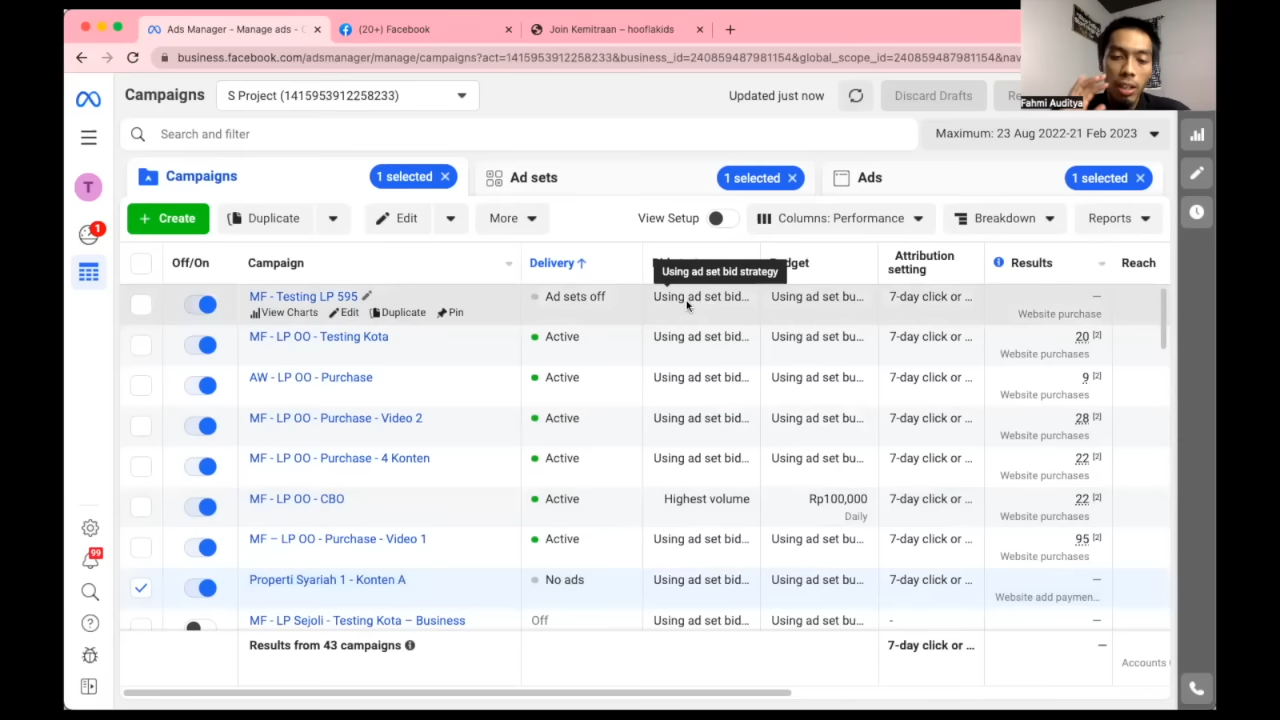 Ads Manager - Manage ads - C
(20+) Facebook
Join Kemitraan – hooflakids
business.facebook.com/adsmanager/manage/campaigns?act=1415953912258233&business_id=240859487981154&global_scope_id=240859487981154&nav
Fahmi Auditya
Campaigns
S Project (1415953912258233)
Updated just now
Discard Drafts
Search and filter
Maximum: 23 Aug 2022-21 Feb 2023
Campaigns
1 selected
Ad sets
1 selected
Ads
1 selected
T
1
+ Create
Duplicate
Edit
More
View Setup
Columns: Performance
Breakdown
Reports
Off/On
Campaign
Delivery ↑
Using ad set bid strategy
Attribution setting
Results
Reach
MF - Testing LP 595
View Charts Edit Duplicate Pin
Ad sets off
Using ad set bid...
Using ad set bu...
7-day click or ...
—
Website purchase
MF - LP OO - Testing Kota
Active
Using ad set bid...
Using ad set bu...
7-day click or ...
20 [2]
Website purchases
AW - LP OO - Purchase
Active
Using ad set bid...
Using ad set bu...
7-day click or ...
9 [2]
Website purchases
MF - LP OO - Purchase - Video 2
Active
Using ad set bid...
Using ad set bu...
7-day click or ...
28 [2]
Website purchases
MF - LP OO - Purchase - 4 Konten
Active
Using ad set bid...
Using ad set bu...
7-day click or ...
22 [2]
Website purchases
MF - LP OO - CBO
Active
Highest volume
Rp100,000
Daily
7-day click or ...
22 [2]
Website purchases
MF – LP OO - Purchase - Video 1
Active
Using ad set bid...
Using ad set bu...
7-day click or ...
95 [2]
Website purchases
Properti Syariah 1 - Konten A
No ads
Using ad set bid...
Using ad set bu...
7-day click or ...
—
Website add paymen...
MF - LP Sejoli - Testing Kota – Business
Off
Using ad set bid...
Using ad set bu...
-
—
99
Results from 43 campaigns
7-day click or ...
—
Accounts